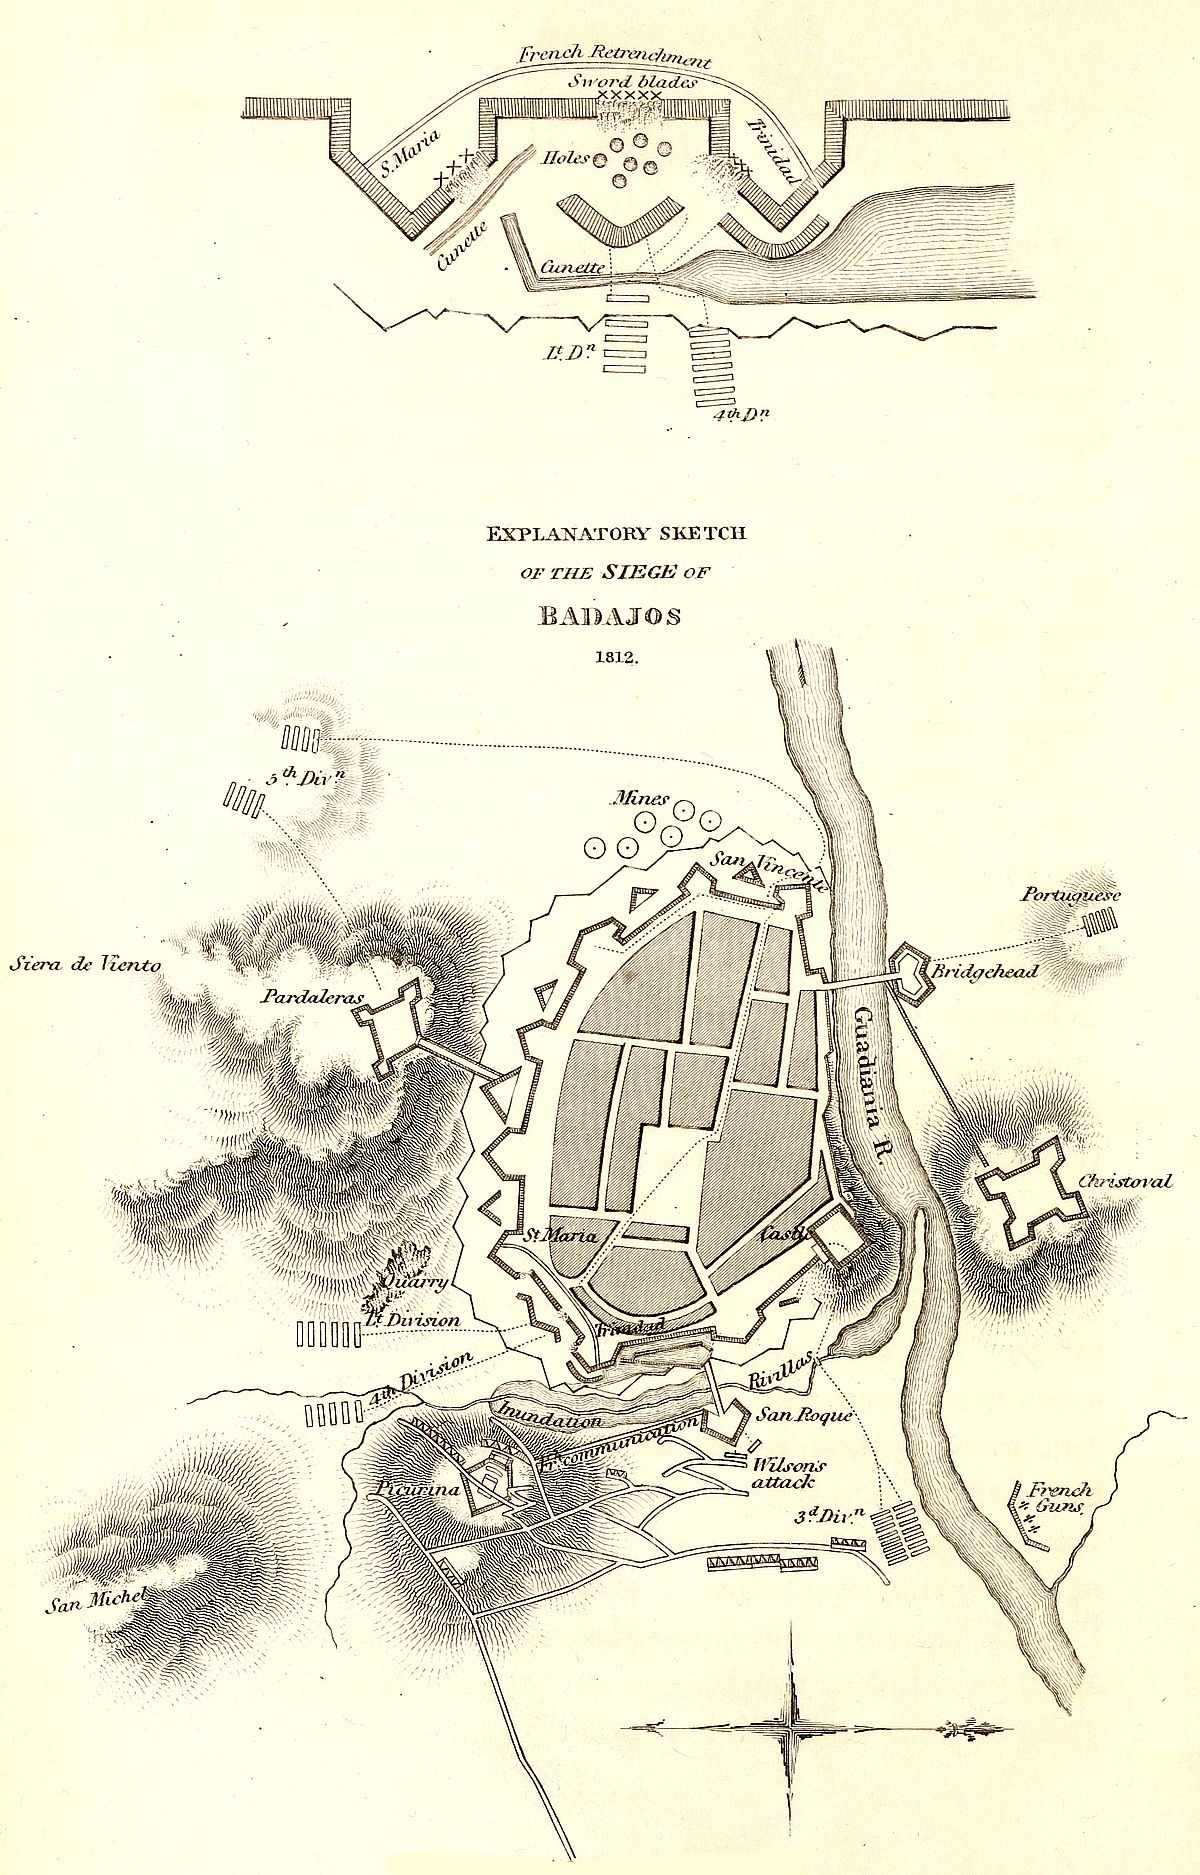 French Retrenchment
Sword blades
S. Maria
Trinidad
Holes
Cunette
Cunette
Lt. Dn
4th Dn
EXPLANATORY SKETCH
OF THE SIEGE OF
BADAJOS
1812.
5th Divn
Mines
San Vincente
Portuguese
Siera de Viento
Bridgehead
Pardaleras
Guadiania R.
Christoval
St Maria
Castle
Quarry
Lt Division
Trinidad
4th Division
Rivillas
Inundation
San Roque
Fr. communication
Wilson's
attack
Picurina
French
Guns.
3d Divn
San Michel